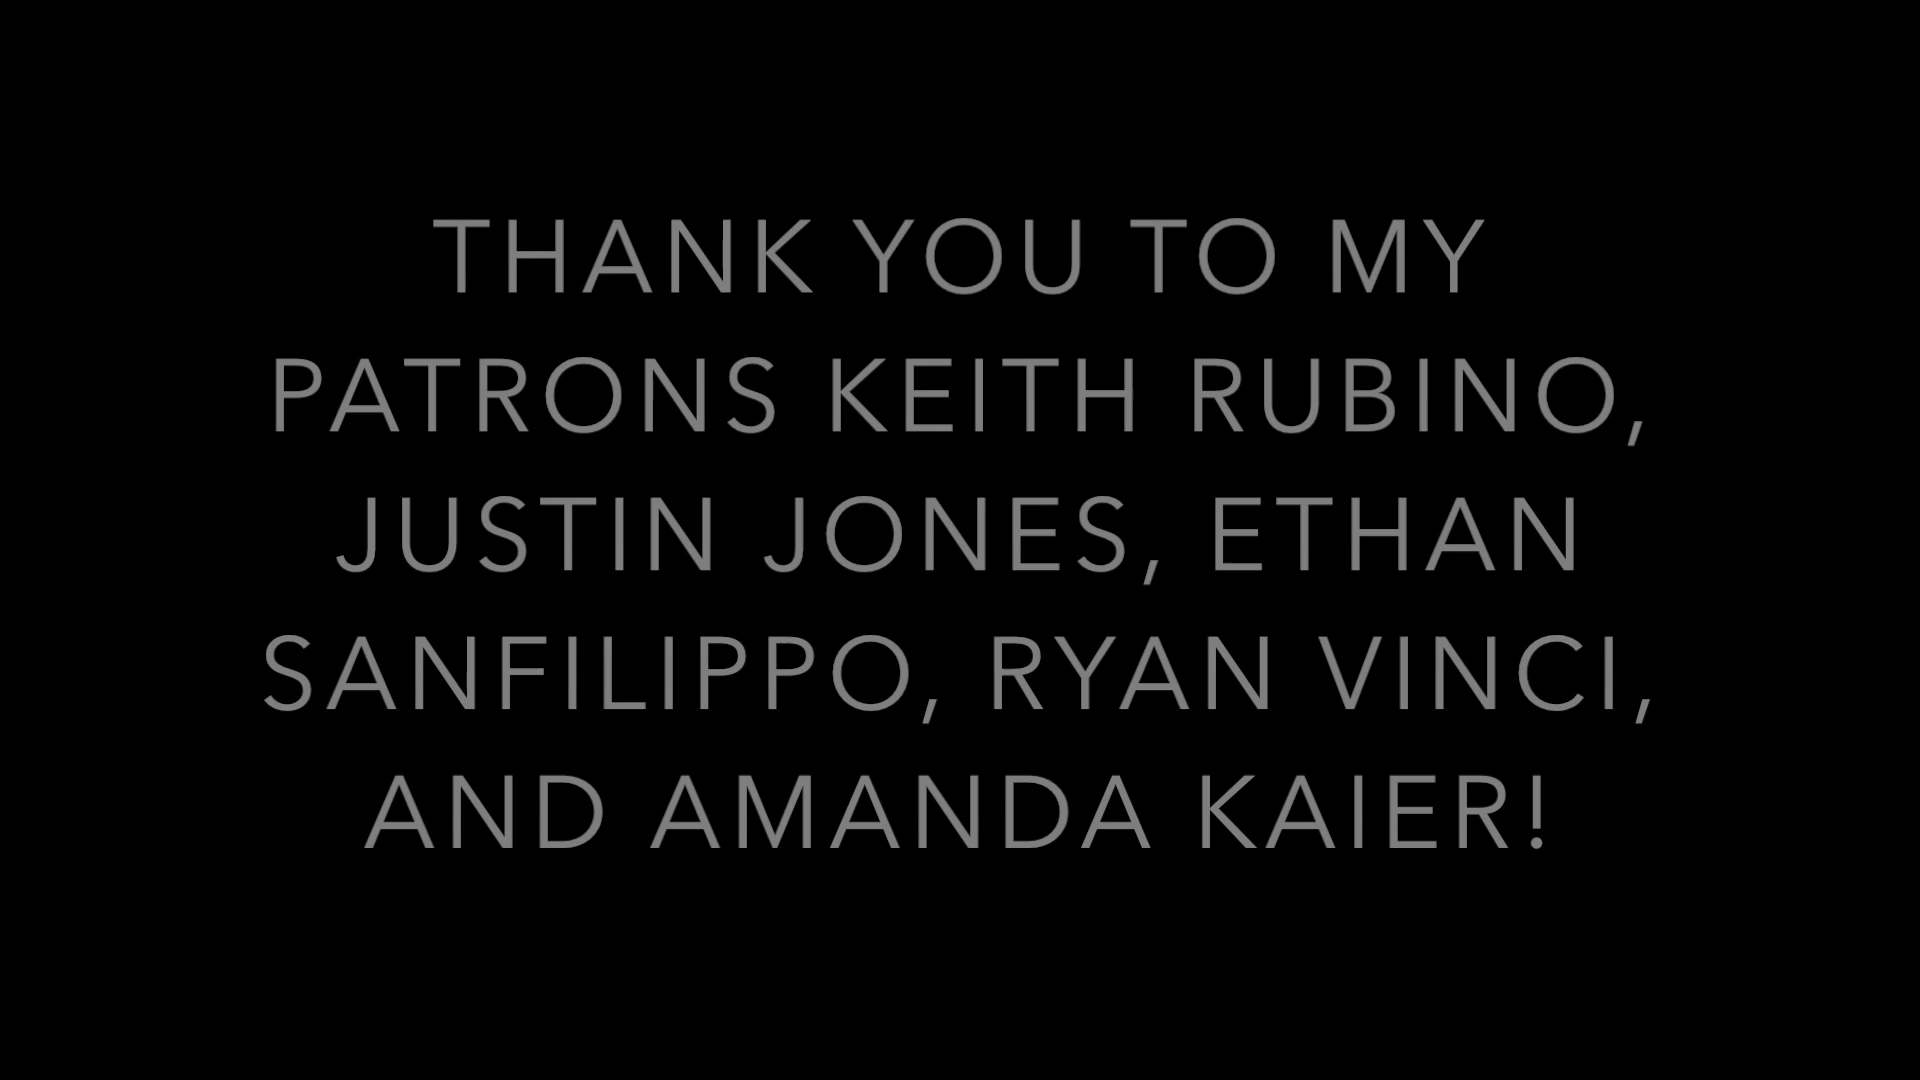 THANK YOU TO MY
PATRONS KEITH RUBINO,
JUSTIN JONES, ETHAN
SANFILIPPO, RYAN VINCI,
AND AMANDA KAIER!